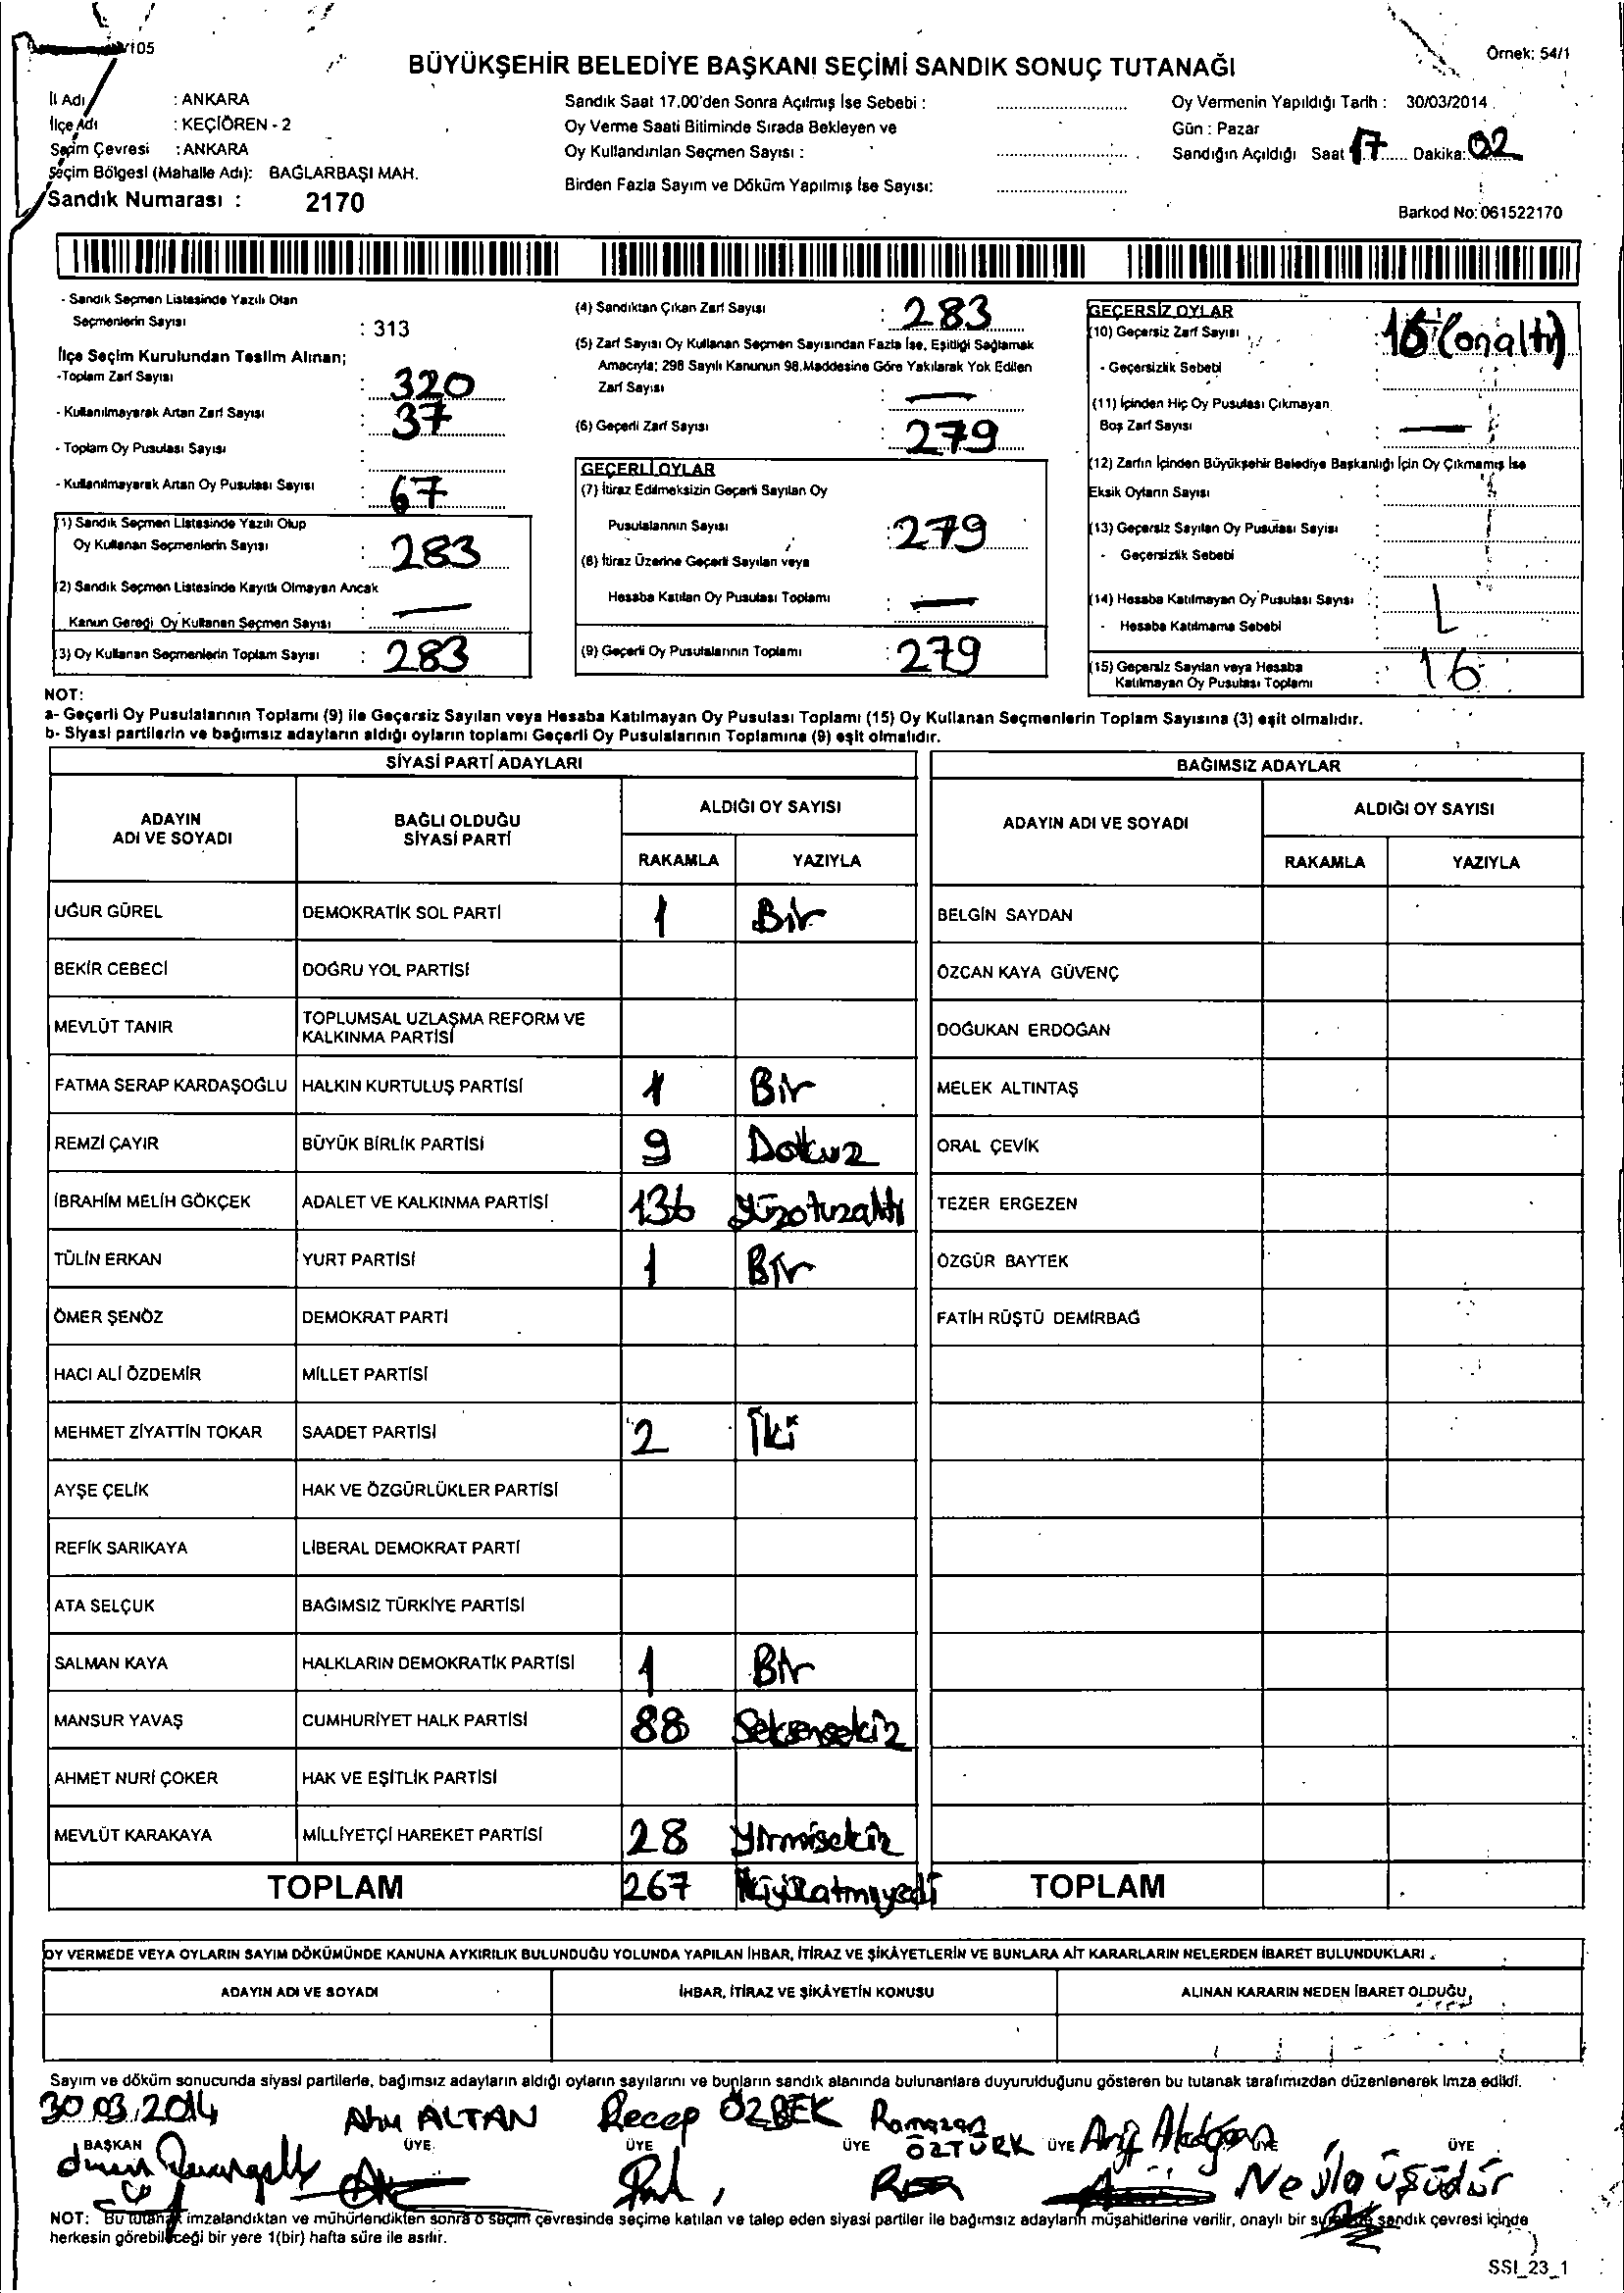 V105
BÜYÜKŞEHİR BELEDİYE BAŞKANI SEÇİMİ SANDIK SONUÇ TUTANAĞI
Örnek: 54/1
İl Adı : ANKARA
İlçe Adı : KEÇİÖREN - 2
Seçim Çevresi : ANKARA
Seçim Bölgesi (Mahalle Adı): BAĞLARBAŞI MAH.
Sandık Numarası : 2170
Sandık Saat 17.00'den Sonra Açılmış İse Sebebi :
Oy Verme Saati Bitiminde Sırada Bekleyen ve
Oy Kullandırılan Seçmen Sayısı :
Birden Fazla Sayım ve Döküm Yapılmış İse Sayısı:
Oy Vermenin Yapıldığı Tarih : 30/03/2014
Gün : Pazar
Sandığın Açıldığı Saat 17 Dakika: 02
Barkod No: 061522170
- Sandık Seçmen Listesinde Yazılı Olan
Seçmenlerin Sayısı : 313
İlçe Seçim Kurulundan Teslim Alınan;
-Toplam Zarf Sayısı : 320
- Kullanılmayarak Artan Zarf Sayısı : 37
- Toplam Oy Pusulası Sayısı :
- Kullanılmayarak Artan Oy Pusulası Sayısı : 67
(1) Sandık Seçmen Listesinde Yazılı Olup
Oy Kullanan Seçmenlerin Sayısı : 283
(2) Sandık Seçmen Listesinde Kayıtlı Olmayan Ancak
Kanun Gereği Oy Kullanan Seçmen Sayısı : —
(3) Oy Kullanan Seçmenlerin Toplam Sayısı : 283
(4) Sandıktan Çıkan Zarf Sayısı : 283
(5) Zarf Sayısı Oy Kullanan Seçmen Sayısından Fazla İse, Eşitliği Sağlamak
Amacıyla; 298 Sayılı Kanunun 98.Maddesine Göre Yakılarak Yok Edilen
Zarf Sayısı : —
(6) Geçerli Zarf Sayısı : 279
GEÇERLİ OYLAR
(7) İtiraz Edilmeksizin Geçerli Sayılan Oy
Pusulalarının Sayısı : 279
(8) İtiraz Üzerine Geçerli Sayılan veya
Hesaba Katılan Oy Pusulası Toplamı : —
(9) Geçerli Oy Pusulalarının Toplamı : 279
GEÇERSİZ OYLAR
(10) Geçersiz Zarf Sayısı : 16 (onaltı)
- Geçersizlik Sebebi
(11) İçinden Hiç Oy Pusulası Çıkmayan
Boş Zarf Sayısı : —
(12) Zarfın İçinden Büyükşehir Belediye Başkanlığı İçin Oy Çıkmamış İse
Eksik Oyların Sayısı :
(13) Geçersiz Sayılan Oy Pusulası Sayısı :
- Geçersizlik Sebebi
(14) Hesaba Katılmayan Oy Pusulası Sayısı :
- Hesaba Katılmama Sebebi
(15) Geçersiz Sayılan veya Hesaba
Katılmayan Oy Pusulası Toplamı : 16
NOT:
a- Geçerli Oy Pusulalarının Toplamı (9) ile Geçersiz Sayılan veya Hesaba Katılmayan Oy Pusulası Toplamı (15) Oy Kullanan Seçmenlerin Toplam Sayısına (3) eşit olmalıdır.
b- Siyasi partilerin ve bağımsız adayların aldığı oyların toplamı Geçerli Oy Pusulalarının Toplamına (9) eşit olmalıdır.
SİYASİ PARTİ ADAYLARI
BAĞIMSIZ ADAYLAR
ADAYIN ADI VE SOYADI
BAĞLI OLDUĞU SİYASİ PARTİ
ALDIĞI OY SAYISI
RAKAMLA YAZIYLA
ADAYIN ADI VE SOYADI
ALDIĞI OY SAYISI
RAKAMLA YAZIYLA
UĞUR GÜREL DEMOKRATİK SOL PARTİ 1 Bir BELGİN SAYDAN
BEKİR CEBECİ DOĞRU YOL PARTİSİ ÖZCAN KAYA GÜVENÇ
MEVLÜT TANIR TOPLUMSAL UZLAŞMA REFORM VE KALKINMA PARTİSİ DOĞUKAN ERDOĞAN
FATMA SERAP KARDAŞOĞLU HALKIN KURTULUŞ PARTİSİ 1 Bir MELEK ALTINTAŞ
REMZİ ÇAYIR BÜYÜK BİRLİK PARTİSİ 9 Dokuz ORAL ÇEVİK
İBRAHİM MELİH GÖKÇEK ADALET VE KALKINMA PARTİSİ 136 Yüzotuzaltı TEZER ERGEZEN
TÜLİN ERKAN YURT PARTİSİ 1 Bir ÖZGÜR BAYTEK
ÖMER ŞENÖZ DEMOKRAT PARTİ FATİH RÜŞTÜ DEMİRBAĞ
HACI ALİ ÖZDEMİR MİLLET PARTİSİ
MEHMET ZİYATTİN TOKAR SAADET PARTİSİ 2 İki
AYŞE ÇELİK HAK VE ÖZGÜRLÜKLER PARTİSİ
REFİK SARIKAYA LİBERAL DEMOKRAT PARTİ
ATA SELÇUK BAĞIMSIZ TÜRKİYE PARTİSİ
SALMAN KAYA HALKLARIN DEMOKRATİK PARTİSİ 1 Bir
MANSUR YAVAŞ CUMHURİYET HALK PARTİSİ 88 Seksensekiz
AHMET NURİ ÇOKER HAK VE EŞİTLİK PARTİSİ
MEVLÜT KARAKAYA MİLLİYETÇİ HAREKET PARTİSİ 28 Yirmisekiz
TOPLAM 267 İkiyüzatmışyedi TOPLAM
OY VERMEDE VEYA OYLARIN SAYIM DÖKÜMÜNDE KANUNA AYKIRILIK BULUNDUĞU YOLUNDA YAPILAN İHBAR, İTİRAZ VE ŞİKÂYETLERİN VE BUNLARA AİT KARARLARIN NELERDEN İBARET BULUNDUKLARI
ADAYIN ADI VE SOYADI İHBAR, İTİRAZ VE ŞİKÂYETİN KONUSU ALINAN KARARIN NEDEN İBARET OLDUĞU
Sayım ve döküm sonucunda siyasi partilerle, bağımsız adayların aldığı oyların sayılarını ve bunların sandık alanında bulunanlara duyurulduğunu gösteren bu tutanak tarafımızdan düzenlenerek imza edildi.
30.03.2014 Ahu ALTAN Recep ÖZBEK Ramazan ÖZTÜRK
BAŞKAN ÜYE ÜYE ÜYE ÜYE ÜYE ÜYE
NOT: Bu tutanak imzalandıktan ve mühürlendikten sonra o seçim çevresinde seçime katılan ve talep eden siyasi partiler ile bağımsız adayların müşahitlerine verilir, onaylı bir sureti de sandık çevresi içinde
herkesin görebileceği bir yere 1(bir) hafta süre ile asılır.
SSI_23_1